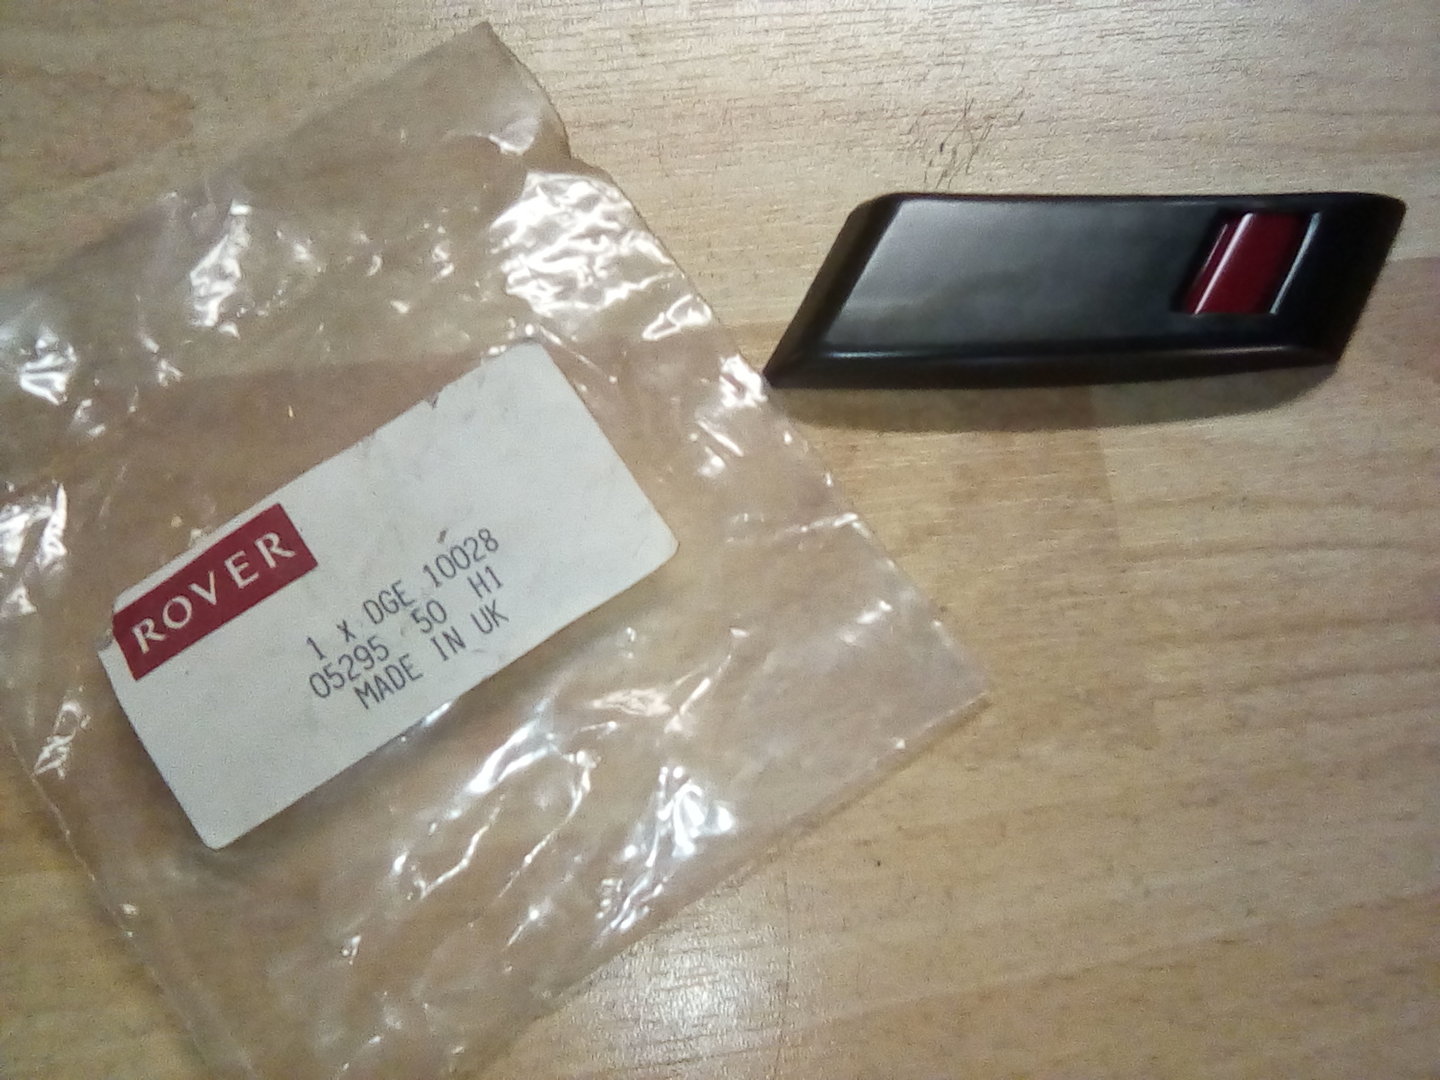 ROVER
1 X DGE 10028
05295 50 H1
MADE IN UK